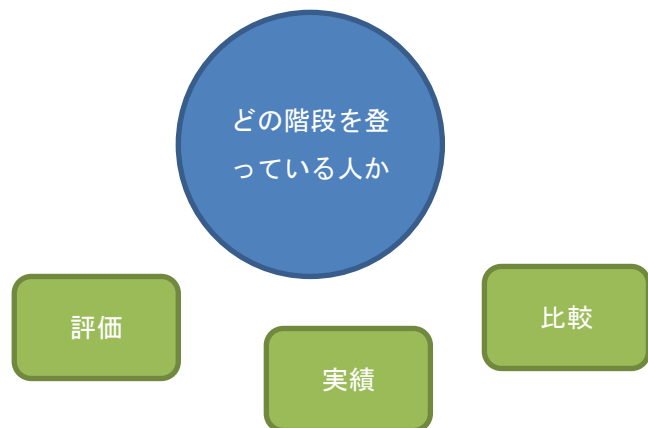 どの階段を登
っている人か
評価
実績
比較